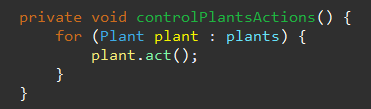 private void controlPlantsActions() {
    for (Plant plant : plants) {
        plant.act();
    }
}